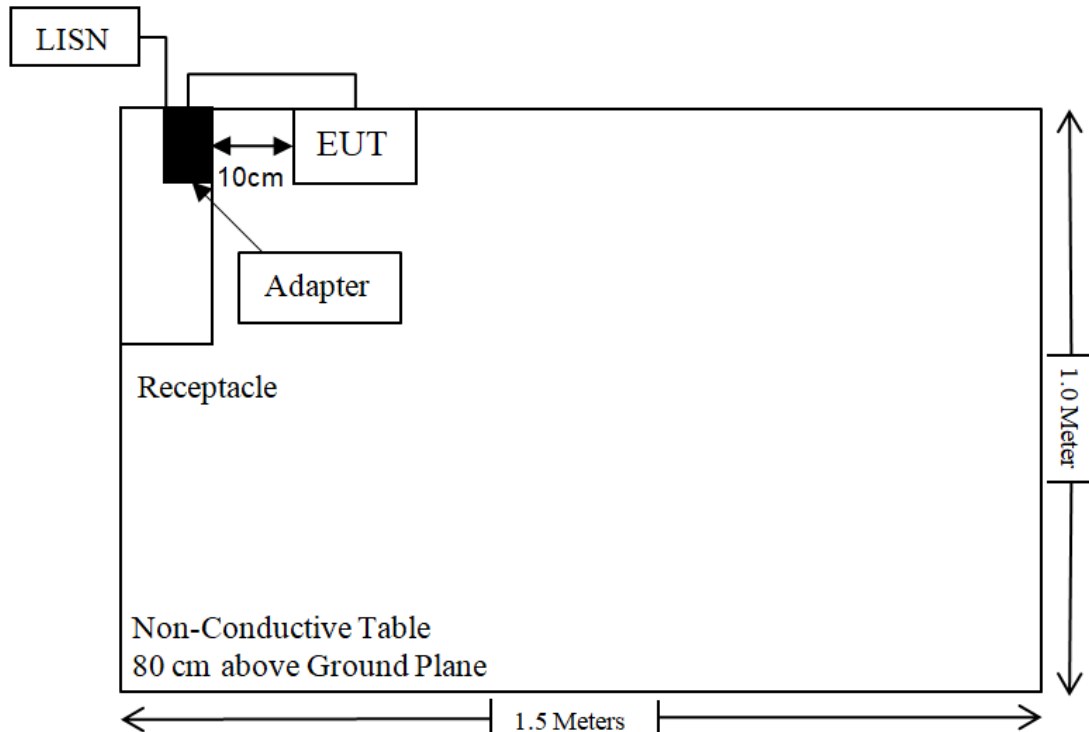 LISN
EUT
10cm
Adapter
Receptacle
1.0 Meter
Non-Conductive Table
80 cm above Ground Plane
1.5 Meters